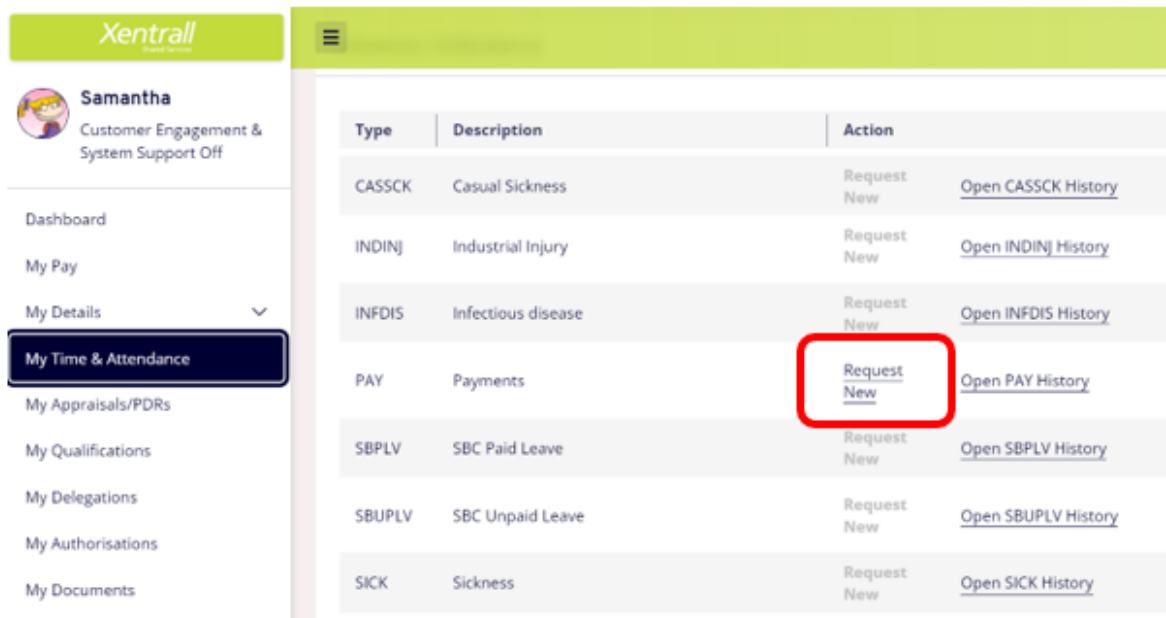 Xentrall
Shared Services
Samantha
Customer Engagement &
System Support Off
Dashboard
My Pay
My Details
My Time & Attendance
My Appraisals/PDRs
My Qualifications
My Delegations
My Authorisations
My Documents
Type Description Action
CASSCK Casual Sickness Request New Open CASSCK History
INDINJ Industrial Injury Request New Open INDINJ History
INFDIS Infectious disease Request New Open INFDIS History
PAY Payments Request New Open PAY History
SBPLV SBC Paid Leave Request New Open SBPLV History
SBUPLV SBC Unpaid Leave Request New Open SBUPLV History
SICK Sickness Request New Open SICK History